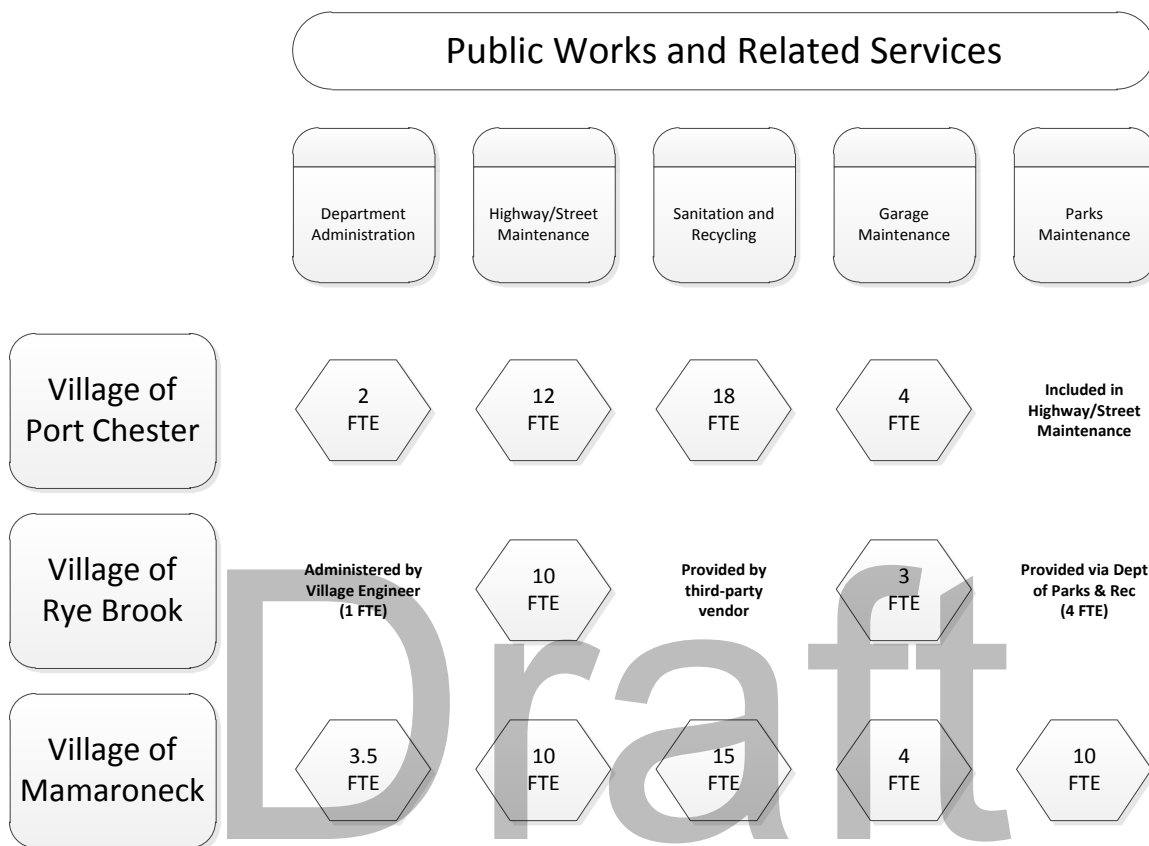 Public Works and Related Services
Department
Administration
Highway/Street
Maintenance
Sanitation and
Recycling
Garage
Maintenance
Parks
Maintenance
Village of
Port Chester
2
FTE
12
FTE
18
FTE
4
FTE
Included in
Highway/Street
Maintenance
Village of
Rye Brook
Administered by
Village Engineer
(1 FTE)
10
FTE
Provided by
third-party
vendor
3
FTE
Provided via Dept
of Parks & Rec
(4 FTE)
Village of
Mamaroneck
3.5
FTE
10
FTE
15
FTE
4
FTE
10
FTE
Draft